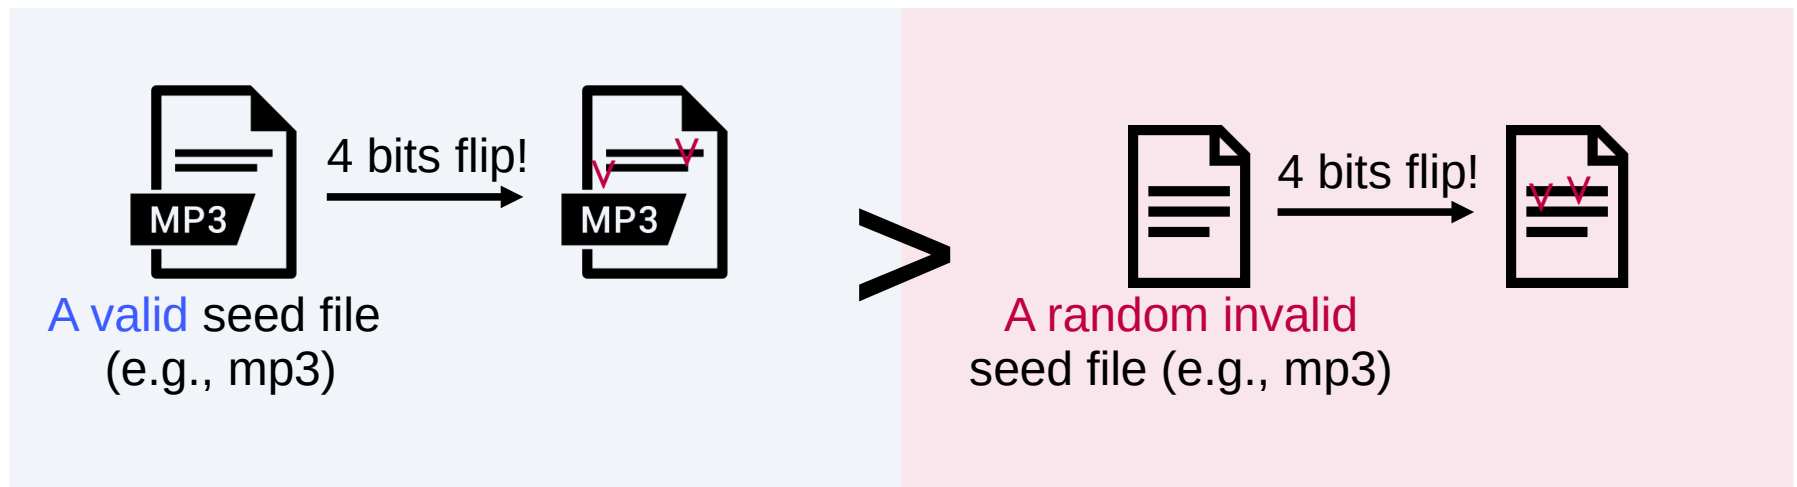 4 bits flip!
MP3
MP3
A valid seed file
(e.g., mp3)
>
4 bits flip!
A random invalid
seed file (e.g., mp3)